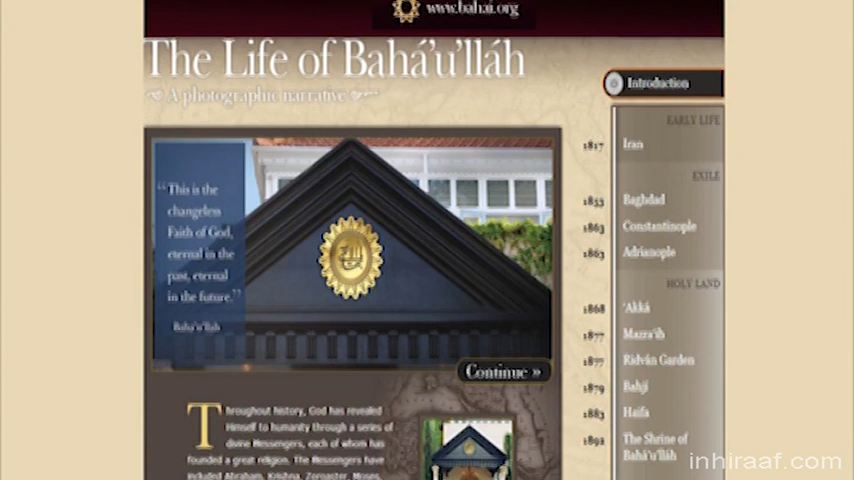 www.bahai.org
The Life of Bahá'u'lláh
A photographic narrative
Introduction
EARLY LIFE
1817 Iran
EXILE
1853 Baghdad
1863 Constantinople
1863 Adrianople
HOLY LAND
1868 'Akká
1877 Mazra'ih
1877 Ridván Garden
1879 Bahjí
1883 Haifa
1892 The Shrine of
Bahá'u'lláh
“This is the
changeless
Faith of God,
eternal in the
past, eternal
in the future.”
Bahá'u'lláh
Continue »
Throughout history, God has revealed
Himself to humanity through a series of
divine Messengers, each of whom has
founded a great religion. The Messengers have
included Abraham, Krishna, Zoroaster, Moses,
inhiraaf.com